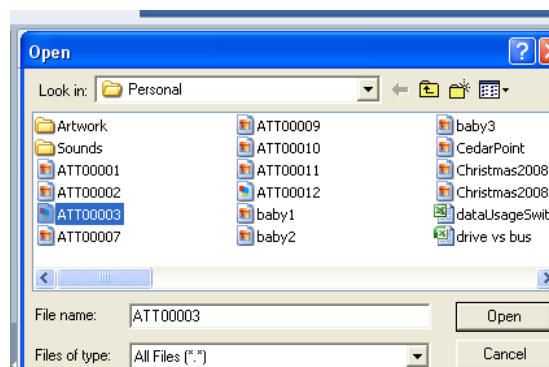 Open
Look in: Personal
Artwork
Sounds
ATT00001
ATT00002
ATT00003
ATT00007
ATT00009
ATT00010
ATT00011
ATT00012
baby1
baby2
baby3
CedarPoint
Christmas2008
Christmas2008
dataUsageSwit
drive vs bus
File name: ATT00003
Open
Files of type: All Files (*.*)
Cancel